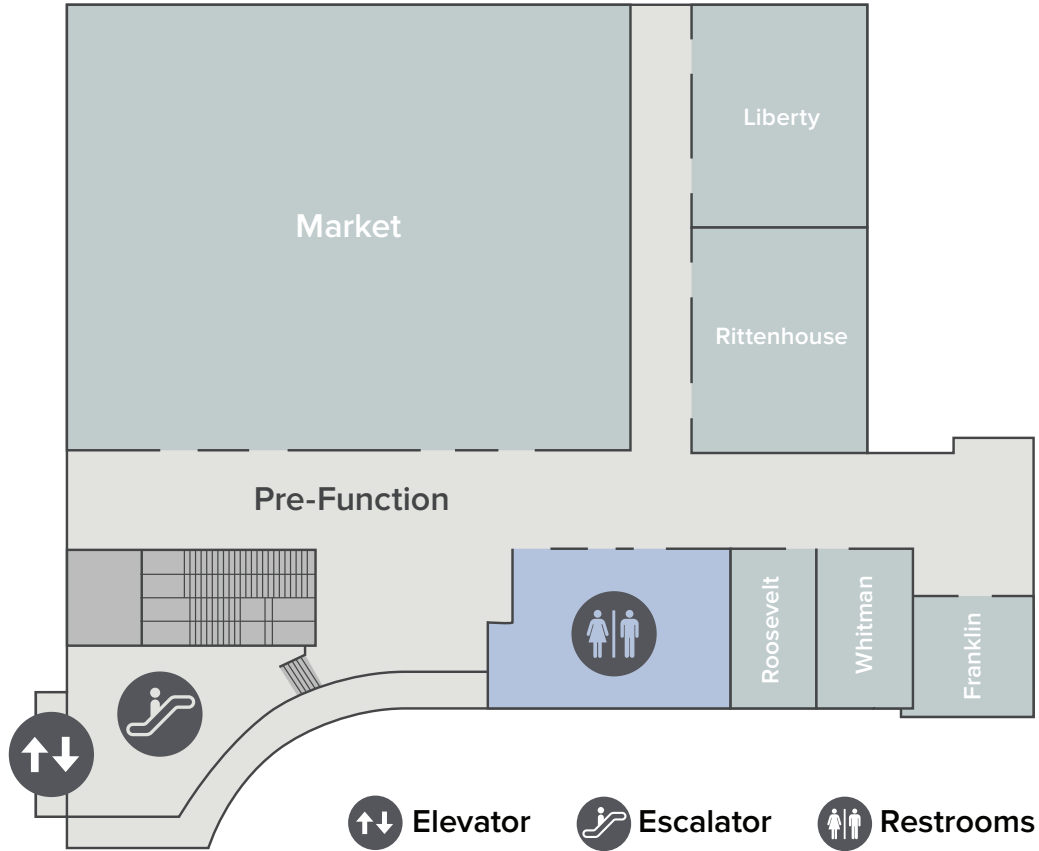 Liberty
Market
Rittenhouse
Pre-Function
Roosevelt
Whitman
Franklin
Elevator
Escalator
Restrooms